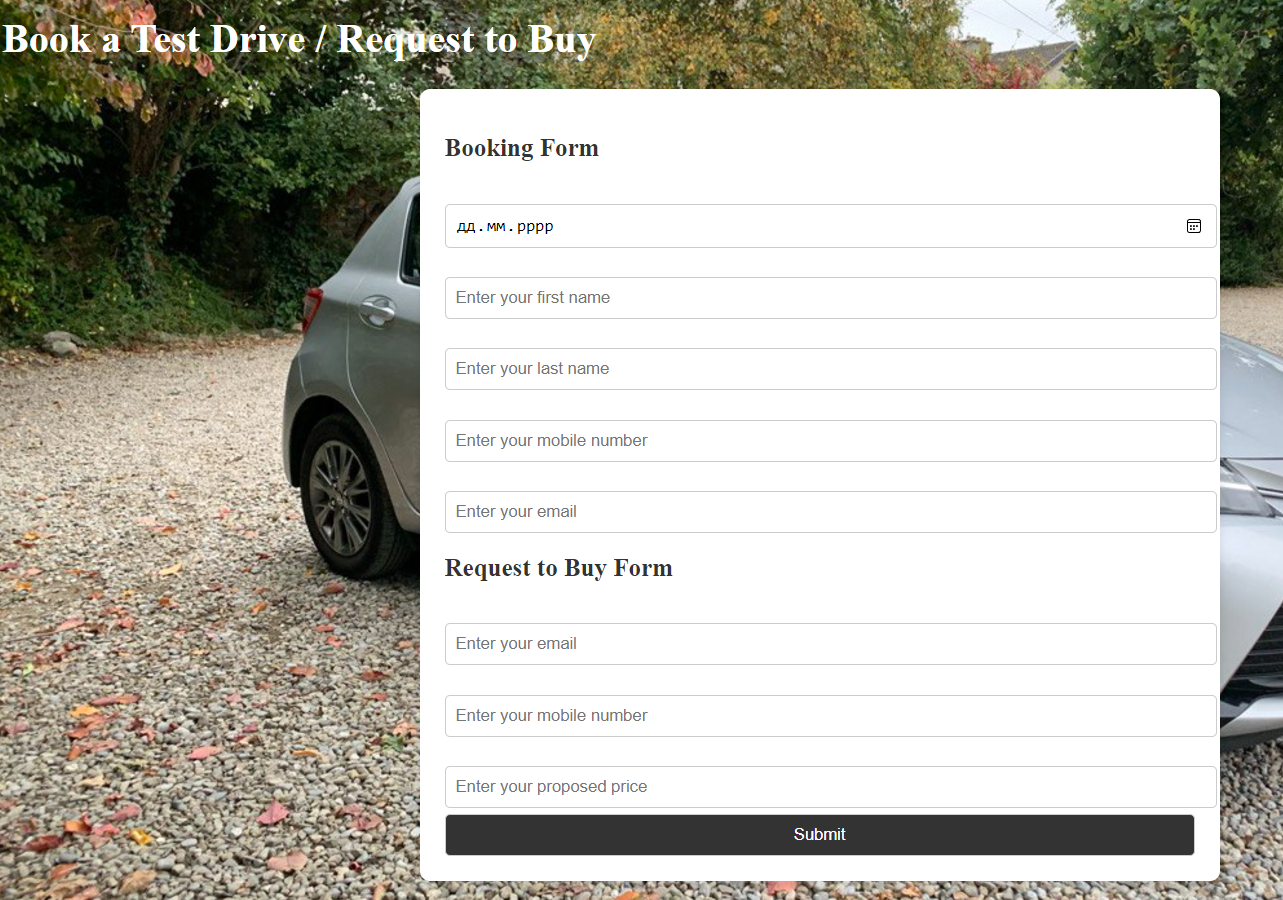 Book a Test Drive / Request to Buy
Booking Form
дд.мм.рррр
Enter your first name
Enter your last name
Enter your mobile number
Enter your email
Request to Buy Form
Enter your email
Enter your mobile number
Enter your proposed price
Submit